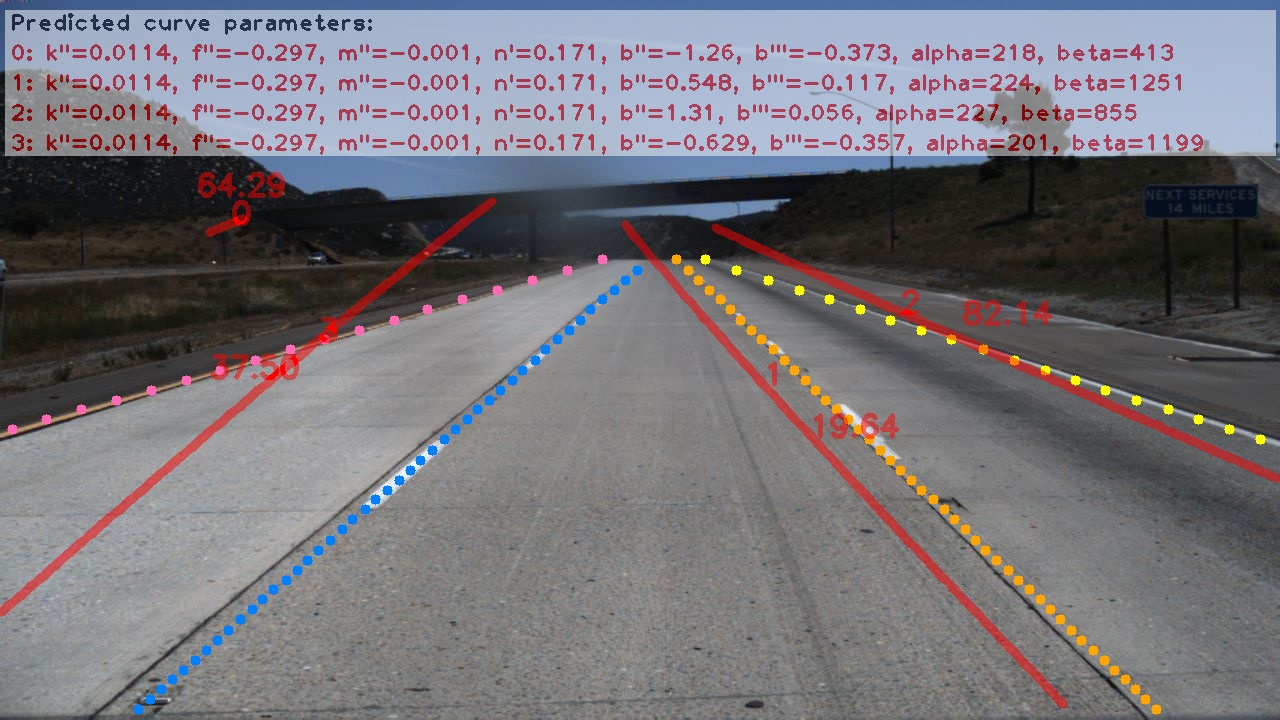 Predicted curve parameters:
0: k''=0.0114, f''=−0.297, m''=−0.001, n'=0.171, b''=−1.26, b'''=−0.373, alpha=218, beta=413
1: k''=0.0114, f''=−0.297, m''=−0.001, n'=0.171, b''=0.548, b'''=−0.117, alpha=224, beta=1251
2: k''=0.0114, f''=−0.297, m''=−0.001, n'=0.171, b''=1.31, b'''=0.056, alpha=227, beta=855
3: k''=0.0114, f''=−0.297, m''=−0.001, n'=0.171, b''=−0.629, b'''=−0.357, alpha=201, beta=1199
64.29
0
NEXT SERVICES
14 MILES
2
82.14
3
37.50
1
19.64